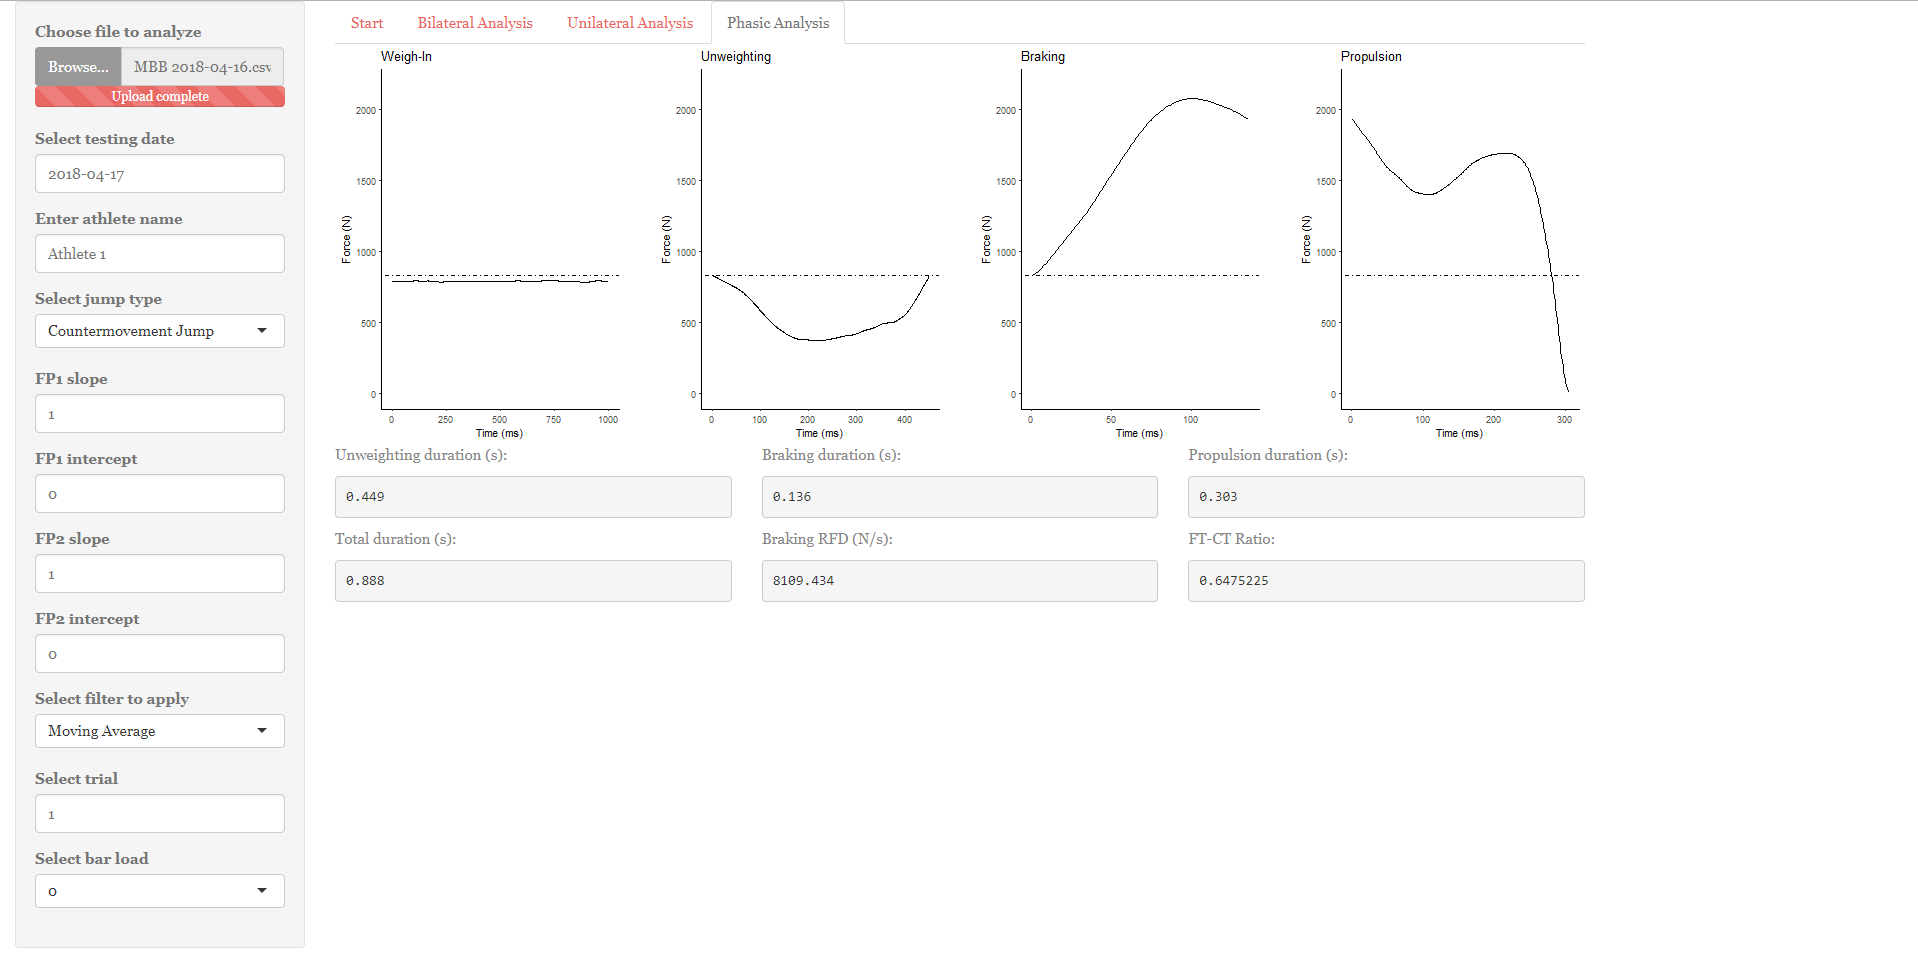 Choose file to analyze
Browse... MBB 2018-04-16.csv
Upload complete
Select testing date
2018-04-17
Enter athlete name
Athlete 1
Select jump type
Countermovement Jump
FP1 slope
1
FP1 intercept
0
FP2 slope
1
FP2 intercept
0
Select filter to apply
Moving Average
Select trial
1
Select bar load
0
Start Bilateral Analysis Unilateral Analysis Phasic Analysis
Weigh-In
2000
1500
1000
500
0
Force (N)
0 250 500 750 1000
Time (ms)
Unweighting
2000
1500
1000
500
0
Force (N)
0 100 200 300 400
Time (ms)
Braking
2000
1500
1000
500
0
Force (N)
0 50 100
Time (ms)
Propulsion
2000
1500
1000
500
0
Force (N)
0 100 200 300
Time (ms)
Unweighting duration (s): Braking duration (s): Propulsion duration (s):
0.449 0.136 0.303
Total duration (s): Braking RFD (N/s): FT-CT Ratio:
0.888 8109.434 0.6475225